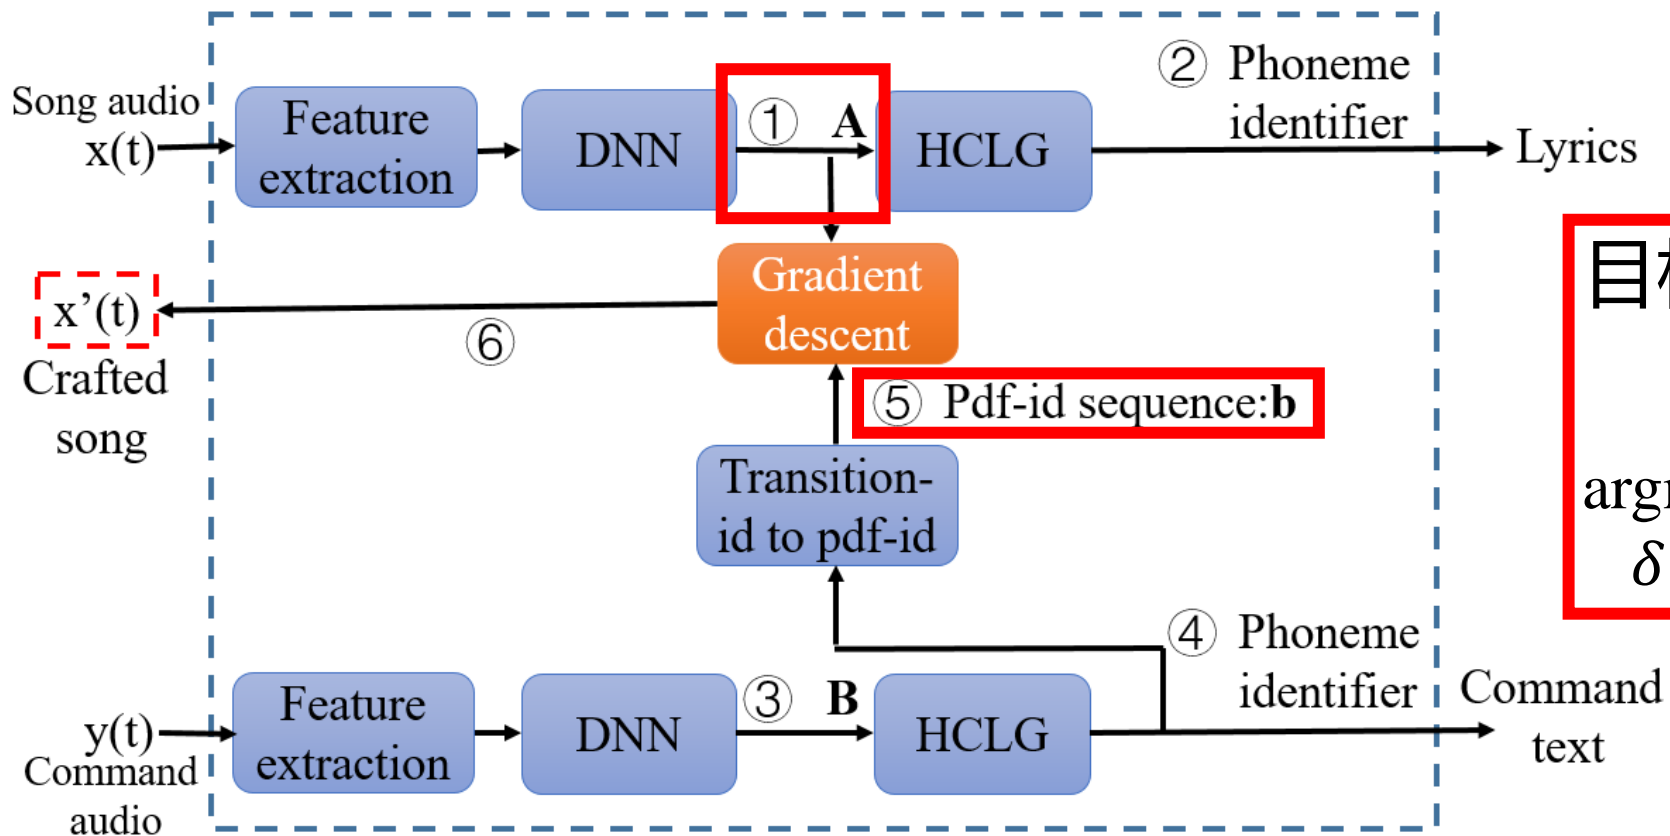 Song audio
x(t)
Feature
extraction
DNN
① A
HCLG
② Phoneme
identifier
Lyrics
x’(t)
Crafted
song
⑥
Gradient
descent
⑤ Pdf-id sequence:b
Transition-
id to pdf-id
④ Phoneme
identifier
y(t)
Command
audio
Feature
extraction
DNN
③ B
HCLG
Command
text
目
δ